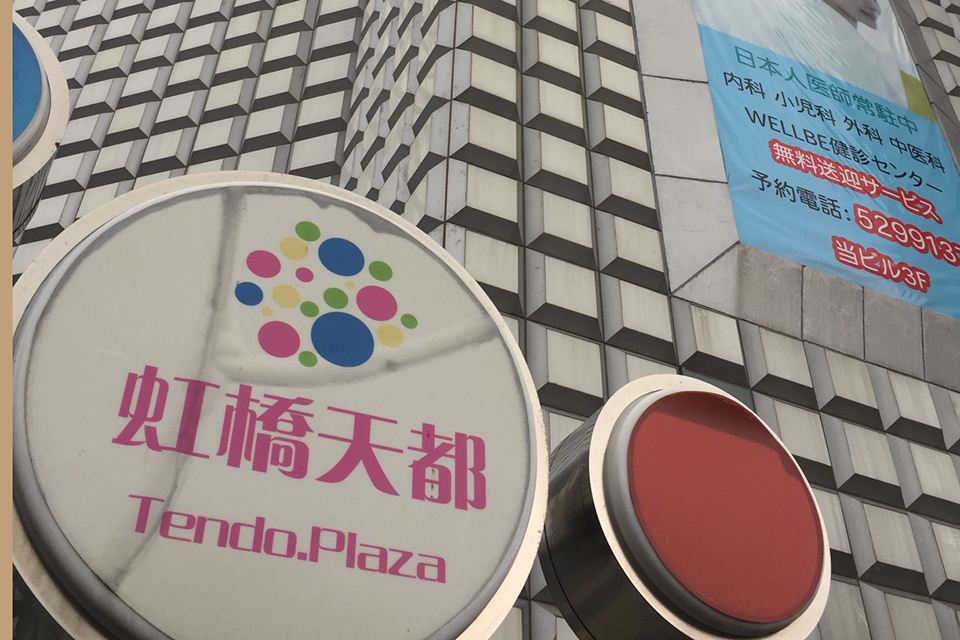 虹橋天都
Tendo.Plaza
日本人医師常駐中
内科 小児科 外科 中医科
WELLBE健診センター
無料送迎サービス
予約電話:5299137
当ビル3F